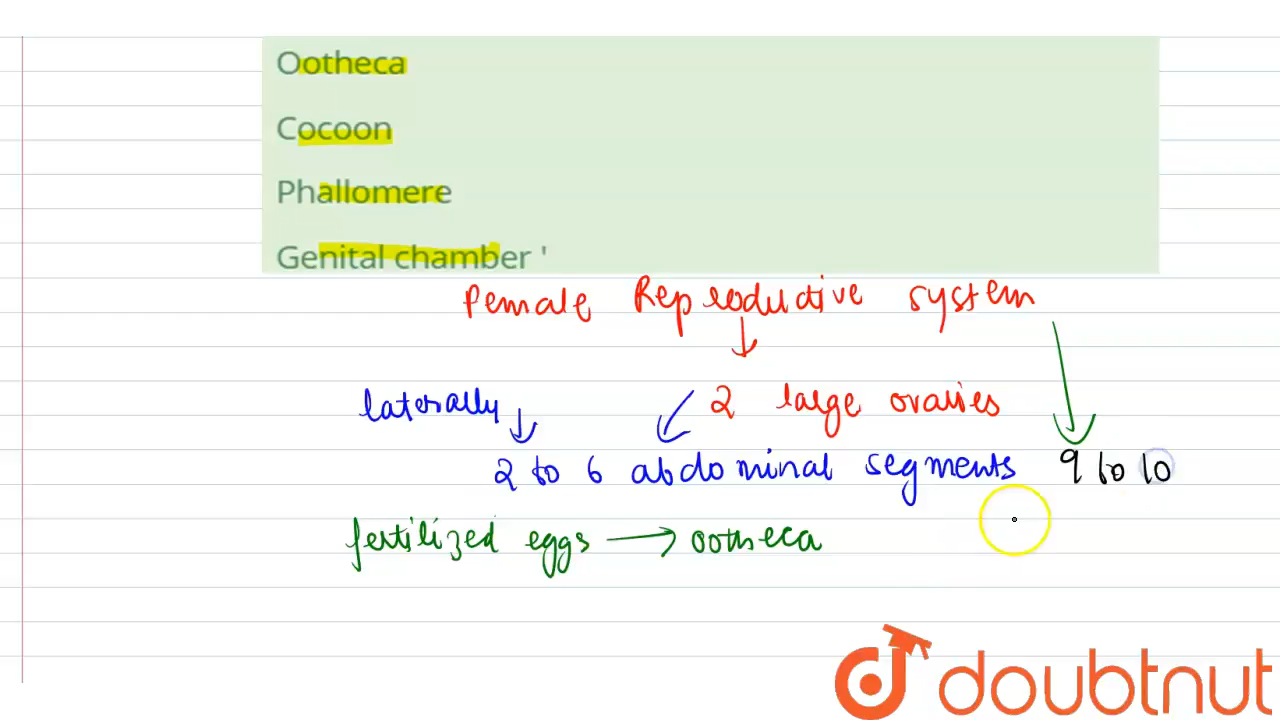 Ootheca
Cocoon
Phallomere
Genital chamber '
Female Reproductive system
laterally 2 large ovaries
2 to 6 abdominal segments 9 to 10
fertilized eggs → ootheca
doubtnut